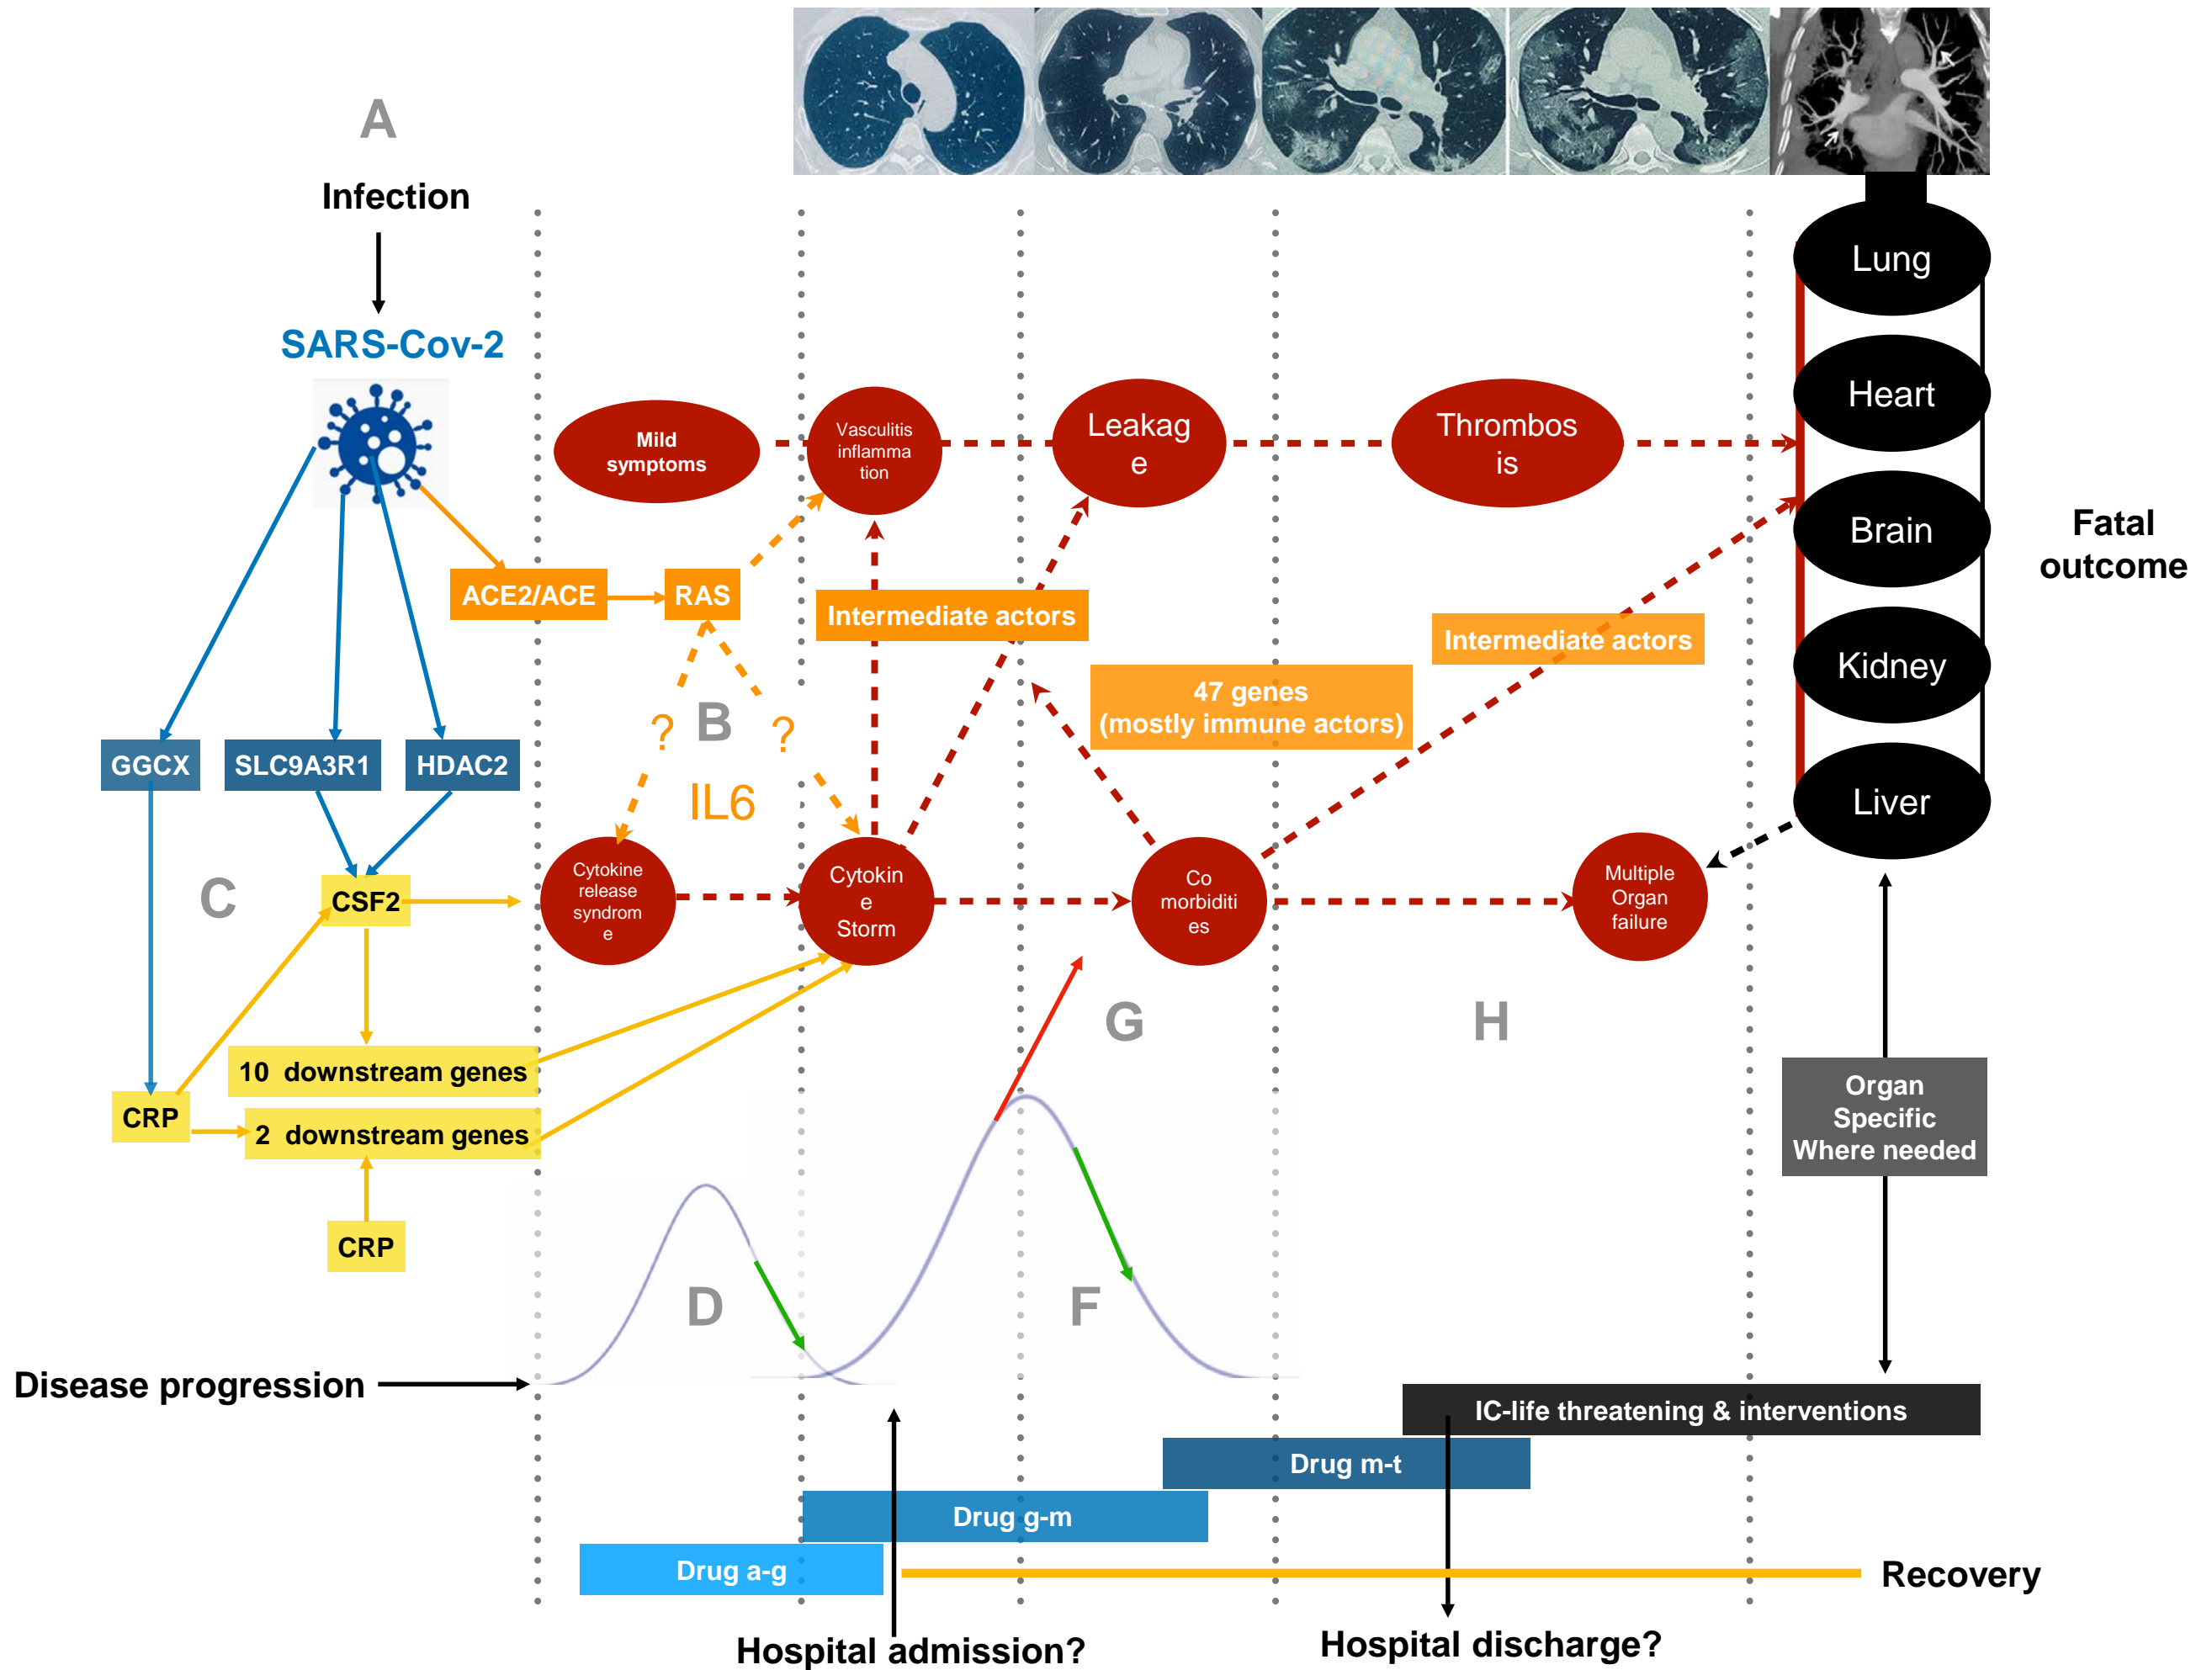 A
Infection
SARS-Cov-2
Mild
symptoms
Vasculitis
inflamma
tion
Leakag
e
Thrombos
is
Lung
Heart
Brain
Kidney
Liver
Fatal
outcome
ACE2/ACE
RAS
Intermediate actors
Intermediate actors
47 genes
(mostly immune actors)
?
B
?
IL6
GGCX
SLC9A3R1
HDAC2
C
CSF2
Cytokine
release
syndrom
e
Cytokin
e
Storm
Co
morbiditi
es
Multiple
Organ
failure
G
H
10 downstream genes
CRP
2 downstream genes
CRP
Organ
Specific
Where needed
D
F
Disease progression
IC-life threatening & interventions
Drug m-t
Drug g-m
Drug a-g
Recovery
Hospital admission?
Hospital discharge?